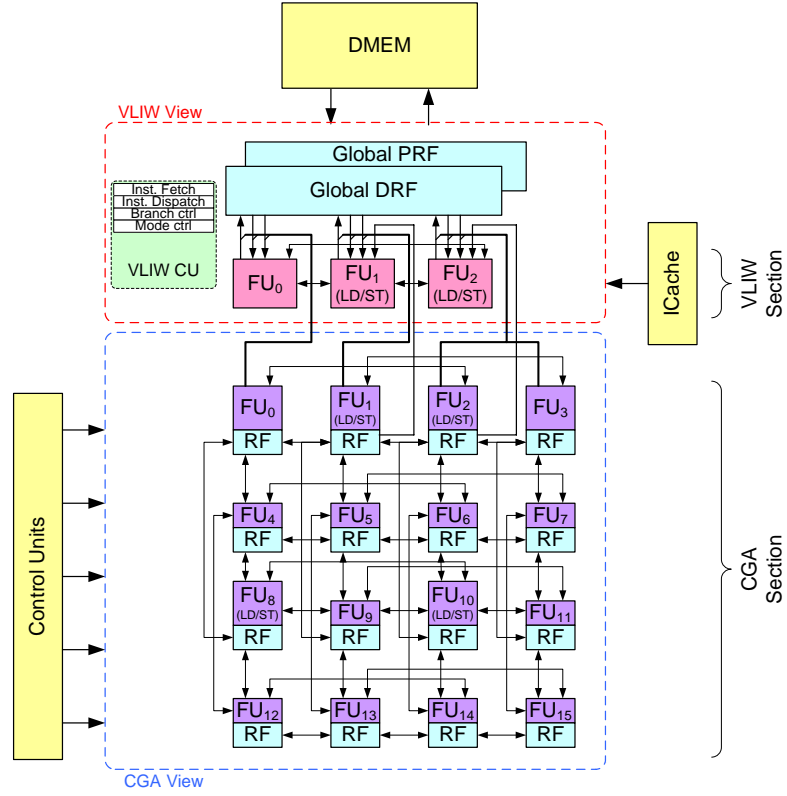 DMEM
VLIW View
Global PRF
Global DRF
Inst. Fetch
Inst. Dispatch
Branch ctrl
Mode ctrl
VLIW CU
FU0
FU1
(LD/ST)
FU2
(LD/ST)
ICache
VLIW
Section
Control Units
FU0
RF
FU1
(LD/ST)
RF
FU2
(LD/ST)
RF
FU3
RF
FU4
RF
FU5
RF
FU6
RF
FU7
RF
FU8
(LD/ST)
RF
FU9
RF
FU10
(LD/ST)
RF
FU11
RF
FU12
RF
FU13
RF
FU14
RF
FU15
RF
CGA
Section
CGA View